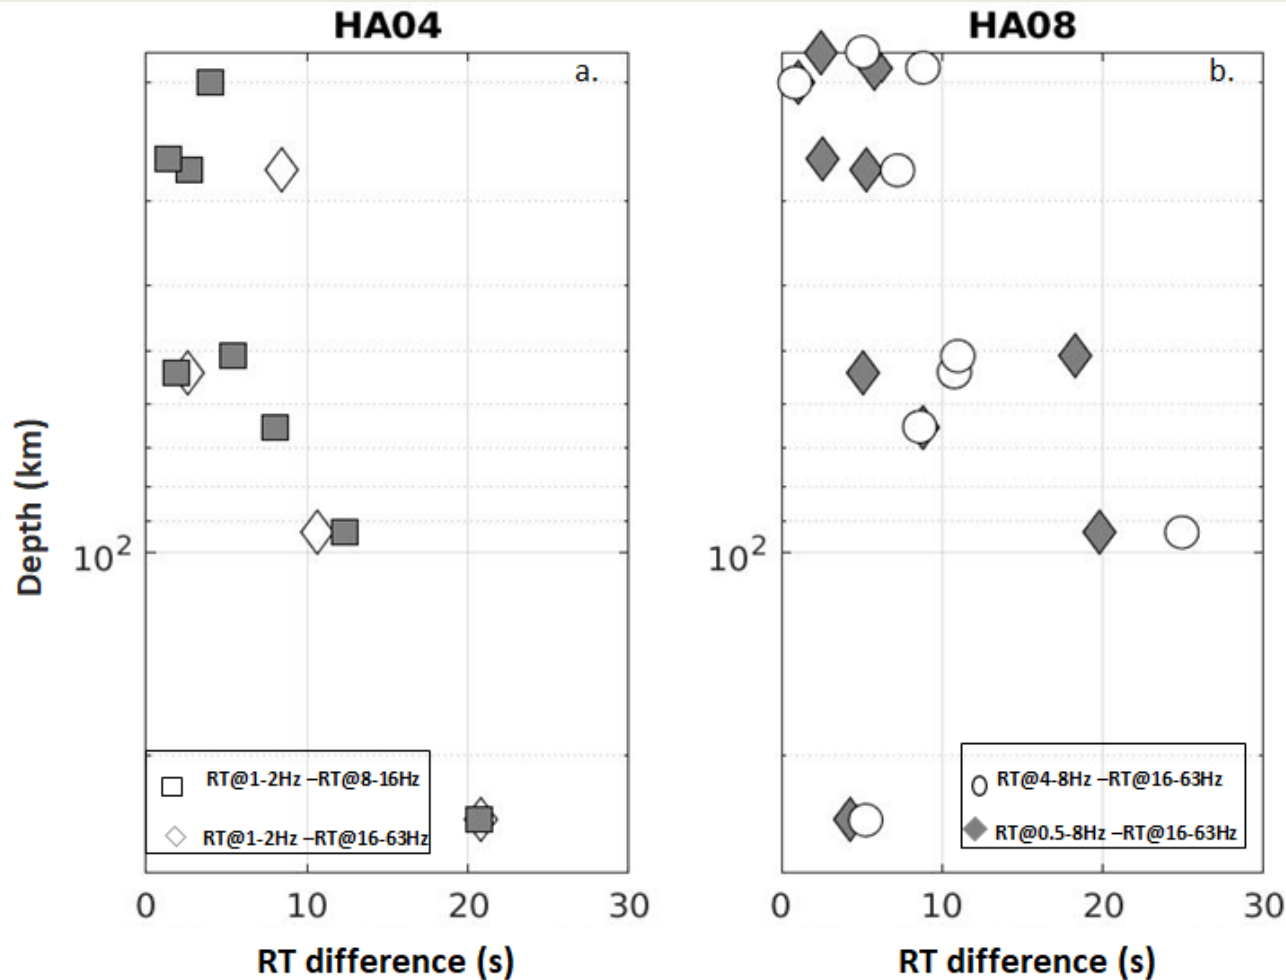 HA04
HA08
a.
b.
Depth (km)
10²
10²
RT@1-2Hz –RT@8-16Hz
RT@1-2Hz –RT@16-63Hz
RT@4-8Hz –RT@16-63Hz
RT@0.5-8Hz –RT@16-63Hz
0 10 20 30
0 10 20 30
RT difference (s)
RT difference (s)